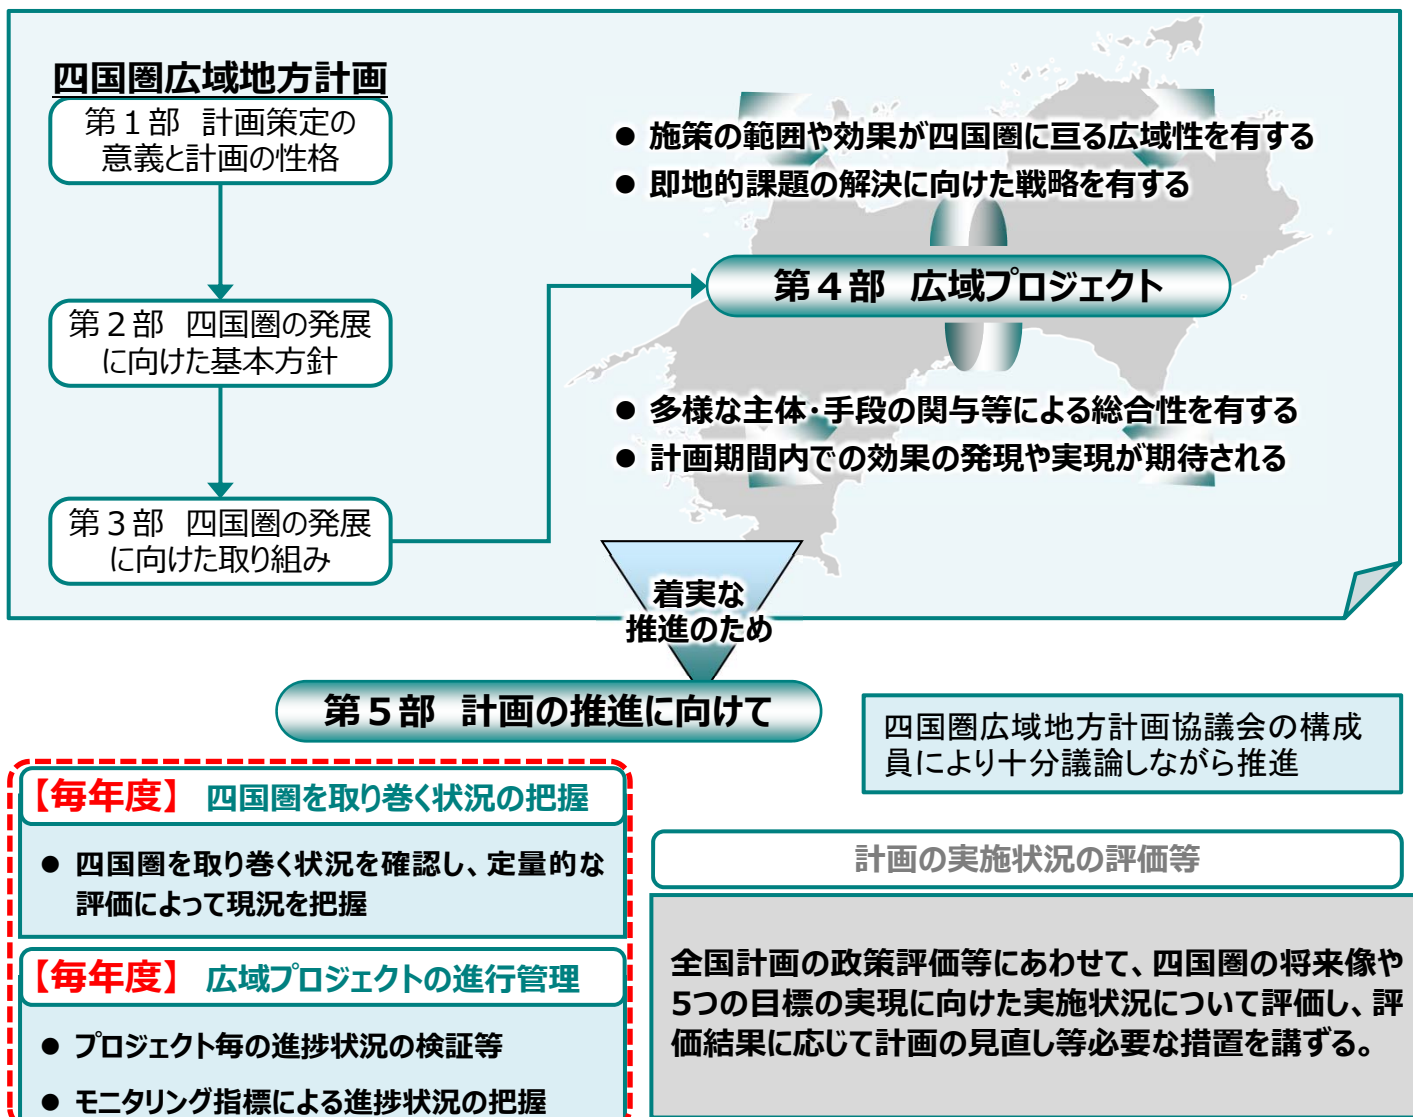 四国圏広域地方計画
第１部　計画策定の
意義と計画の性格
第２部　四国圏の発展
に向けた基本方針
第３部　四国圏の発展
に向けた取り組み
● 施策の範囲や効果が四国圏に亘る広域性を有する
● 即地的課題の解決に向けた戦略を有する
第４部　広域プロジェクト
● 多様な主体・手段の関与等による総合性を有する
● 計画期間内での効果の発現や実現が期待される
着実な
推進のため
第５部　計画の推進に向けて
四国圏広域地方計画協議会の構成
員により十分議論しながら推進
【毎年度】 四国圏を取り巻く状況の把握
● 四国圏を取り巻く状況を確認し、定量的な
評価によって現況を把握
【毎年度】 広域プロジェクトの進行管理
● プロジェクト毎の進捗状況の検証等
● モニタリング指標による進捗状況の把握
計画の実施状況の評価等
全国計画の政策評価等にあわせて、四国圏の将来像や
5つの目標の実現に向けた実施状況について評価し、評
価結果に応じて計画の見直し等必要な措置を講ずる。